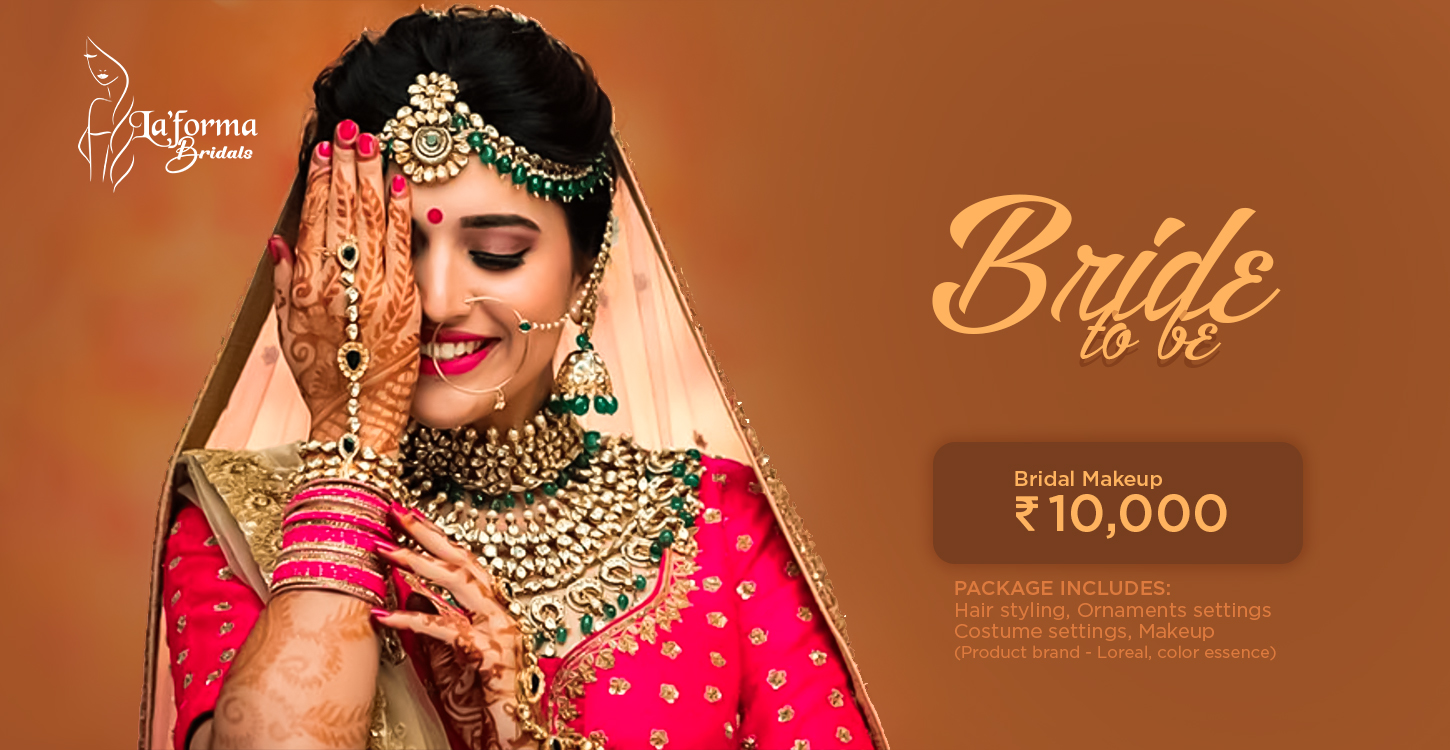 La'forma
Bridals
Bride
to be
Bridal Makeup
₹ 10,000
PACKAGE INCLUDES:
Hair styling, Ornaments settings
Costume settings, Makeup
(Product brand - Loreal, color essence)